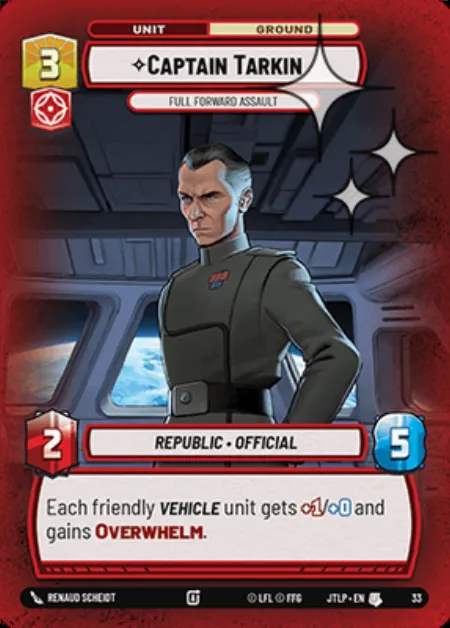 UNIT GROUND
3
CAPTAIN TARKIN
FULL FORWARD ASSAULT
2
REPUBLIC • OFFICIAL
5
Each friendly VEHICLE unit gets +1/+0 and
gains OVERWHELM.
RENAUD SCHEIDT © LFL © FFG JTLP • EN 33